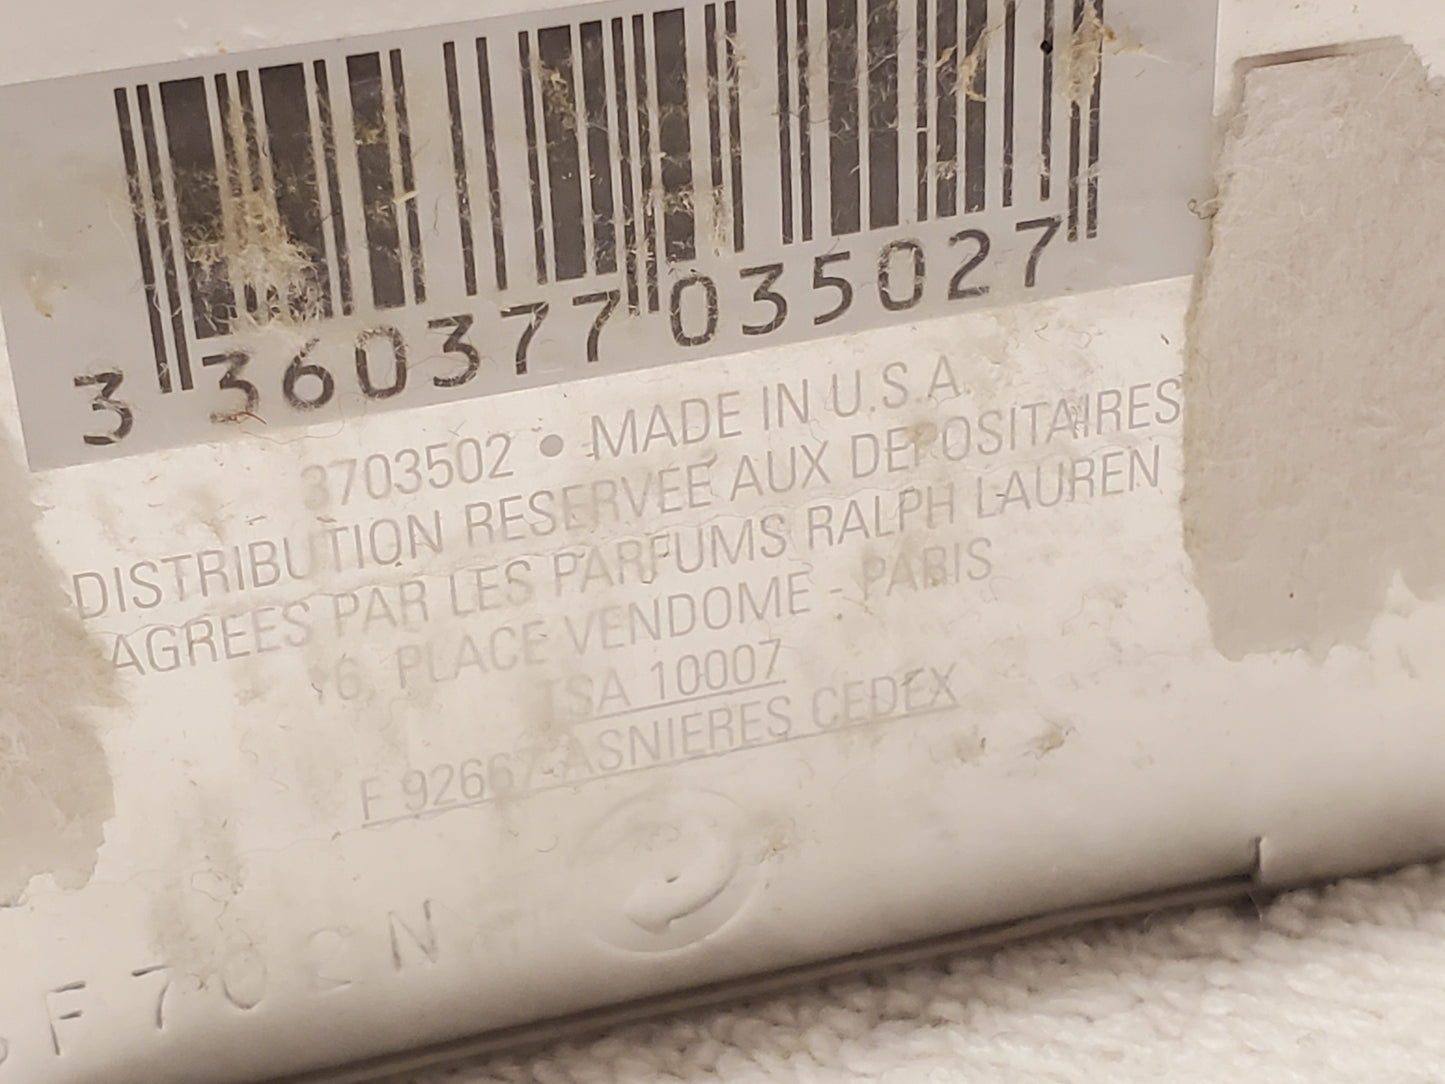 3 360377 035027
3703502 • MADE IN U.S.A.
DISTRIBUTION RESERVÉE AUX DEPOSITAIRES
AGREES PAR LES PARFUMS RALPH LAUREN
16, PLACE VENDOME - PARIS
TSA 10007
F 92667 ASNIERES CEDEX